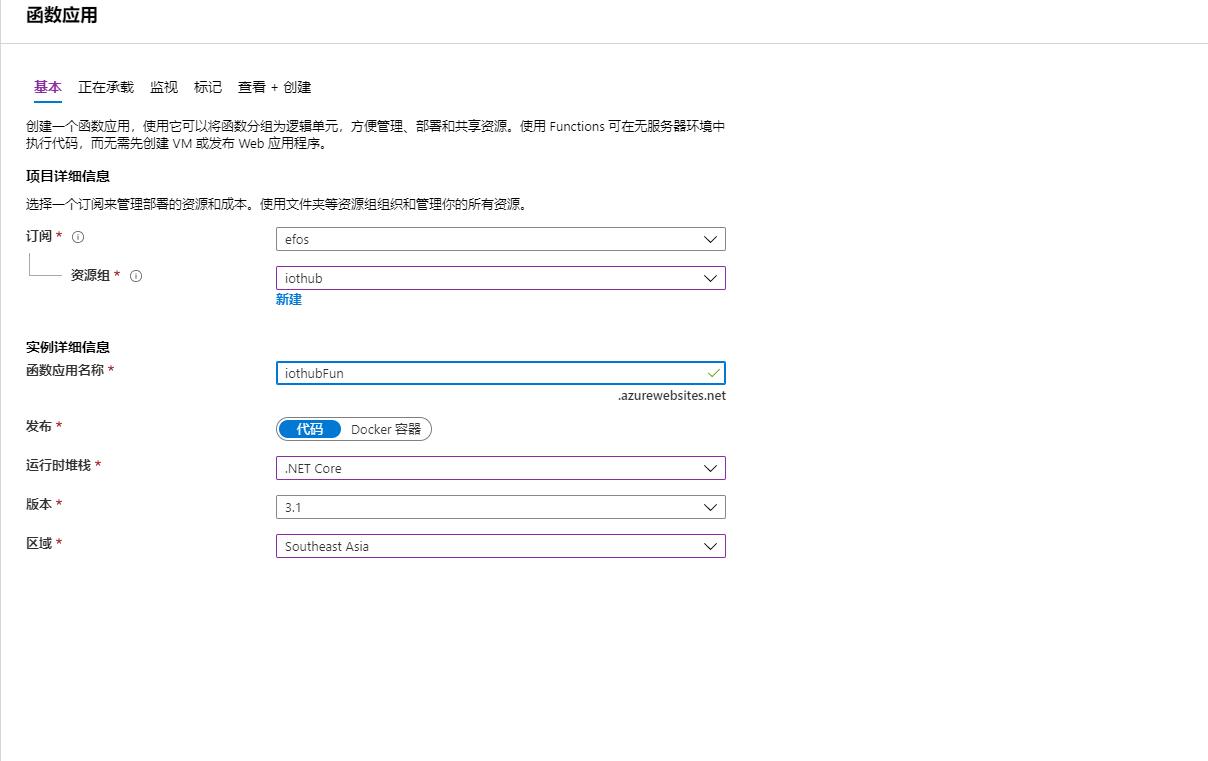 函数应用
基本 正在承载 监视 标记 查看 + 创建
创建一个函数应用，使用它可以将函数分组为逻辑单元，方便管理、部署和共享资源。使用 Functions 可在无服务器环境中
执行代码，而无需先创建 VM 或发布 Web 应用程序。
项目详细信息
选择一个订阅来管理部署的资源和成本。使用文件夹等资源组组织和管理你的所有资源。
订阅 * efos
资源组 * iothub
新建
实例详细信息
函数应用名称 * iothubFun
.azurewebsites.net
发布 * 代码 Docker 容器
运行时堆栈 * .NET Core
版本 * 3.1
区域 * Southeast Asia